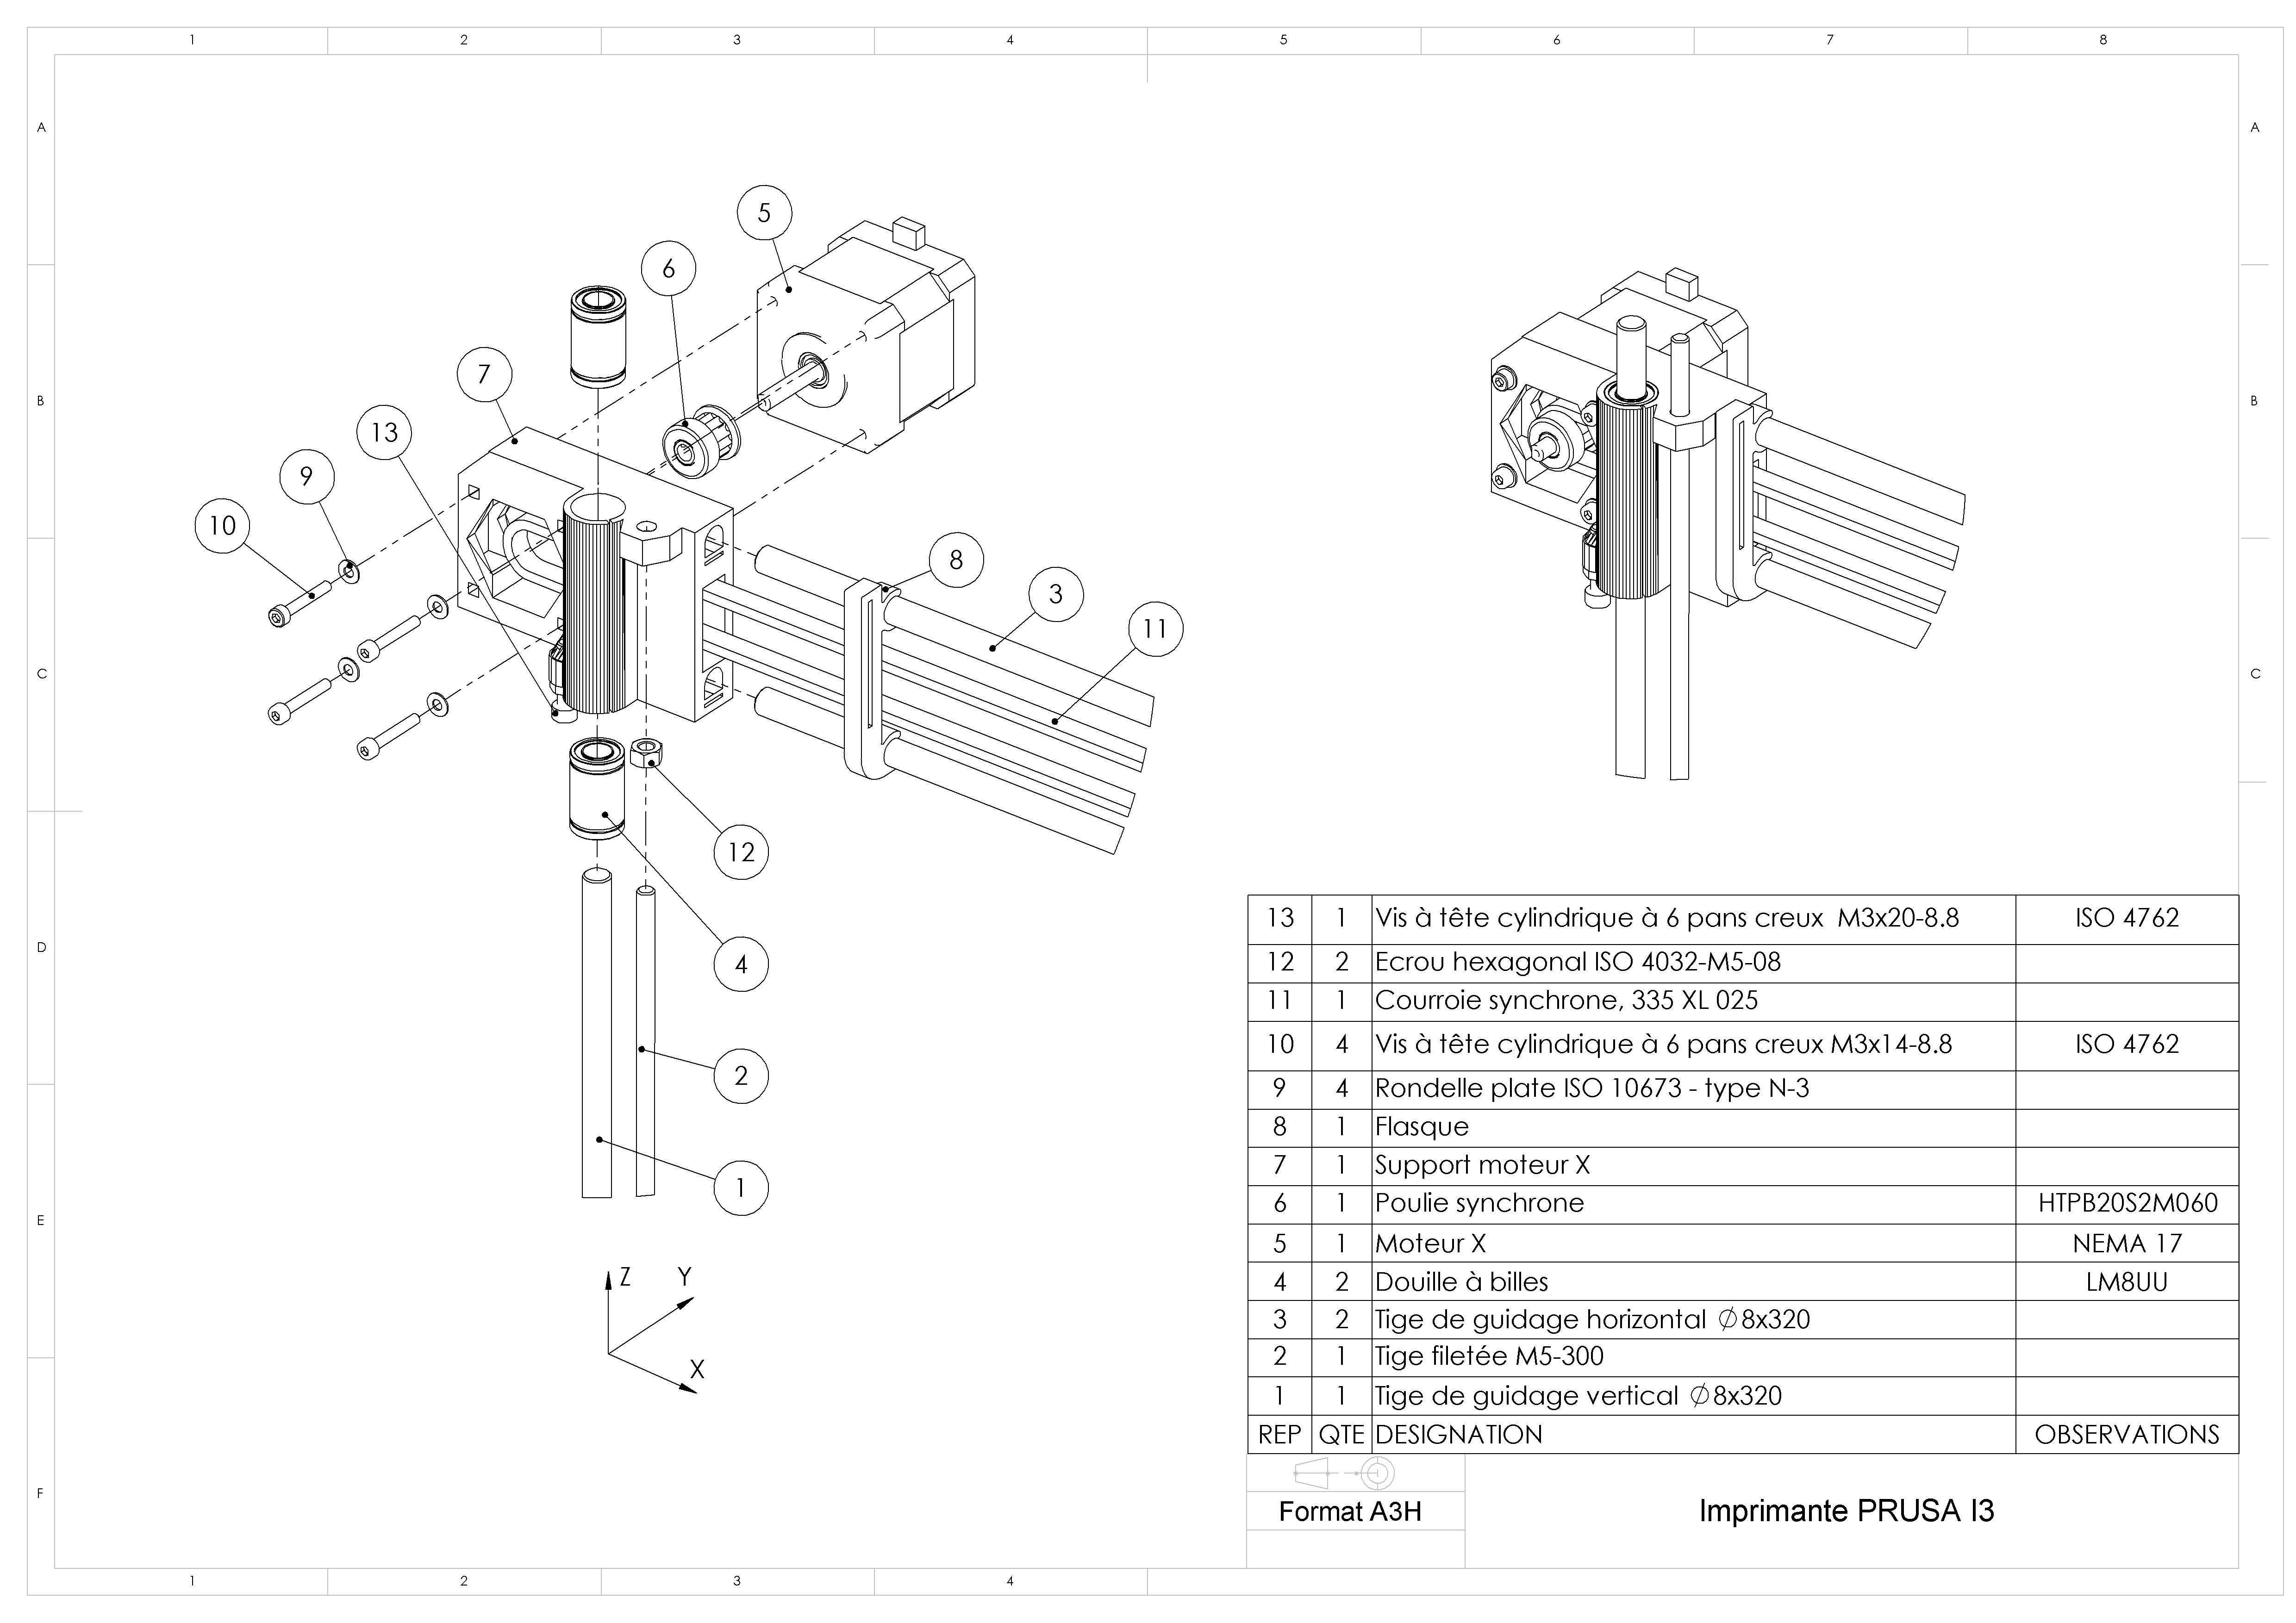 1 2 3 4 5 6 7 8
A A
B B
C C
D
E
F
5
6
7
13
9
10
8
3
11
12
4
2
1
Z
Y
X
13 1 Vis à tête cylindrique à 6 pans creux M3x20-8.8 ISO 4762
12 2 Ecrou hexagonal ISO 4032-M5-08
11 1 Courroie synchrone, 335 XL 025
10 4 Vis à tête cylindrique à 6 pans creux M3x14-8.8 ISO 4762
9 4 Rondelle plate ISO 10673 - type N-3
8 1 Flasque
7 1 Support moteur X
6 1 Poulie synchrone HTPB20S2M060
5 1 Moteur X NEMA 17
4 2 Douille à billes LM8UU
3 2 Tige de guidage horizontal ∅8x320
2 1 Tige filetée M5-300
1 1 Tige de guidage vertical ∅8x320
REP QTE DESIGNATION OBSERVATIONS
Format A3H
Imprimante PRUSA I3
1 2 3 4